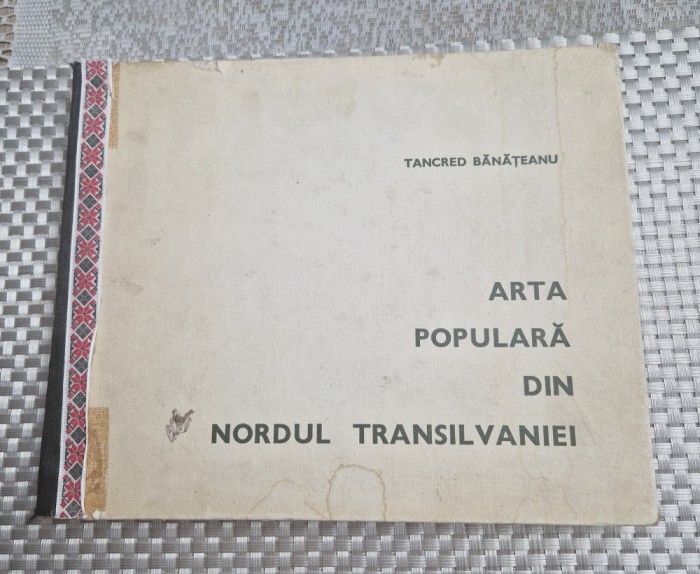 TANCRED BĂNĂȚEANU
ARTA
POPULARĂ
DIN
NORDUL TRANSILVANIEI